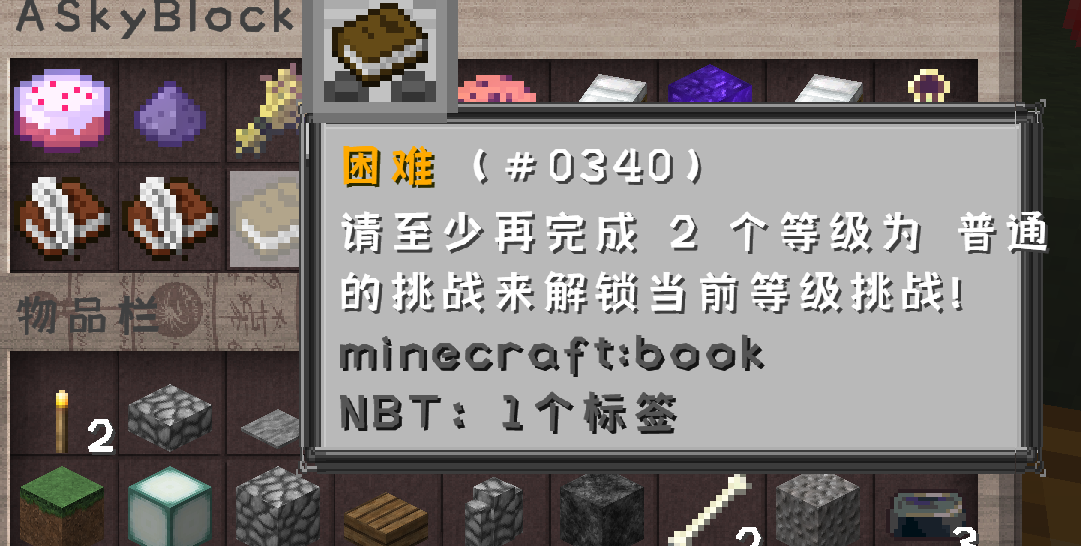 ASkyBlock
困难 (#0340)
请至少再完成 2 个等级为 普通
的挑战来解锁当前等级挑战!
minecraft:book
NBT: 1个标签
物品栏
2
2
3